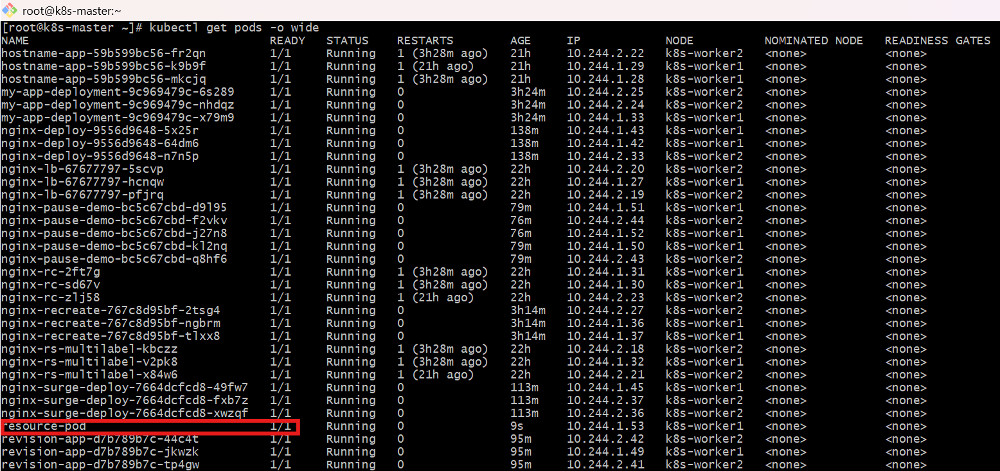 root@k8s-master:~
[root@k8s-master ~]# kubectl get pods -o wide
NAME READY STATUS RESTARTS AGE IP NODE NOMINATED NODE READINESS GATES
hostname-app-59b599bc56-fr2qn 1/1 Running 1 (3h28m ago) 21h 10.244.2.22 k8s-worker2 <none> <none>
hostname-app-59b599bc56-k9b9f 1/1 Running 1 (21h ago) 21h 10.244.1.29 k8s-worker1 <none> <none>
hostname-app-59b599bc56-mkcjq 1/1 Running 1 (3h28m ago) 21h 10.244.1.28 k8s-worker1 <none> <none>
my-app-deployment-9c969479c-6s289 1/1 Running 0 3h24m 10.244.2.25 k8s-worker2 <none> <none>
my-app-deployment-9c969479c-nhdqz 1/1 Running 0 3h24m 10.244.2.24 k8s-worker2 <none> <none>
my-app-deployment-9c969479c-x79m9 1/1 Running 0 3h24m 10.244.1.33 k8s-worker1 <none> <none>
nginx-deploy-9556d9648-5x25r 1/1 Running 0 138m 10.244.1.43 k8s-worker1 <none> <none>
nginx-deploy-9556d9648-64dm6 1/1 Running 0 138m 10.244.1.42 k8s-worker1 <none> <none>
nginx-deploy-9556d9648-n7n5p 1/1 Running 0 138m 10.244.2.33 k8s-worker2 <none> <none>
nginx-lb-67677797-5scvp 1/1 Running 1 (3h28m ago) 22h 10.244.2.20 k8s-worker2 <none> <none>
nginx-lb-67677797-hcnqw 1/1 Running 1 (3h28m ago) 22h 10.244.1.27 k8s-worker1 <none> <none>
nginx-lb-67677797-pfjrq 1/1 Running 1 (3h28m ago) 22h 10.244.2.19 k8s-worker2 <none> <none>
nginx-pause-demo-bc5c67cbd-d9l95 1/1 Running 0 79m 10.244.1.51 k8s-worker1 <none> <none>
nginx-pause-demo-bc5c67cbd-f2vkv 1/1 Running 0 76m 10.244.2.44 k8s-worker2 <none> <none>
nginx-pause-demo-bc5c67cbd-j27n8 1/1 Running 0 76m 10.244.1.52 k8s-worker1 <none> <none>
nginx-pause-demo-bc5c67cbd-kl2nq 1/1 Running 0 79m 10.244.1.50 k8s-worker1 <none> <none>
nginx-pause-demo-bc5c67cbd-q8hf6 1/1 Running 0 79m 10.244.2.43 k8s-worker2 <none> <none>
nginx-rc-2ft7g 1/1 Running 1 (3h28m ago) 22h 10.244.1.31 k8s-worker1 <none> <none>
nginx-rc-sd67v 1/1 Running 1 (3h28m ago) 22h 10.244.1.30 k8s-worker1 <none> <none>
nginx-rc-zlj58 1/1 Running 1 (21h ago) 22h 10.244.2.23 k8s-worker2 <none> <none>
nginx-recreate-767c8d95bf-2tsg4 1/1 Running 0 3h14m 10.244.2.27 k8s-worker2 <none> <none>
nginx-recreate-767c8d95bf-ngbrm 1/1 Running 0 3h14m 10.244.1.36 k8s-worker1 <none> <none>
nginx-recreate-767c8d95bf-tlxx8 1/1 Running 0 3h14m 10.244.1.37 k8s-worker1 <none> <none>
nginx-rs-multilabel-kbczz 1/1 Running 1 (3h28m ago) 22h 10.244.2.18 k8s-worker2 <none> <none>
nginx-rs-multilabel-v2pk8 1/1 Running 1 (3h28m ago) 22h 10.244.1.32 k8s-worker1 <none> <none>
nginx-rs-multilabel-x84w6 1/1 Running 1 (21h ago) 22h 10.244.2.21 k8s-worker2 <none> <none>
nginx-surge-deploy-7664dcfcd8-49fw7 1/1 Running 0 113m 10.244.1.45 k8s-worker1 <none> <none>
nginx-surge-deploy-7664dcfcd8-fxb7z 1/1 Running 0 113m 10.244.2.37 k8s-worker2 <none> <none>
nginx-surge-deploy-7664dcfcd8-xwzqf 1/1 Running 0 113m 10.244.2.36 k8s-worker2 <none> <none>
resource-pod 1/1 Running 0 9s 10.244.1.53 k8s-worker1 <none> <none>
revision-app-d7b789b7c-44c4t 1/1 Running 0 95m 10.244.2.42 k8s-worker2 <none> <none>
revision-app-d7b789b7c-jkwzk 1/1 Running 0 95m 10.244.1.49 k8s-worker1 <none> <none>
revision-app-d7b789b7c-tp4gw 1/1 Running 0 95m 10.244.2.41 k8s-worker2 <none> <none>